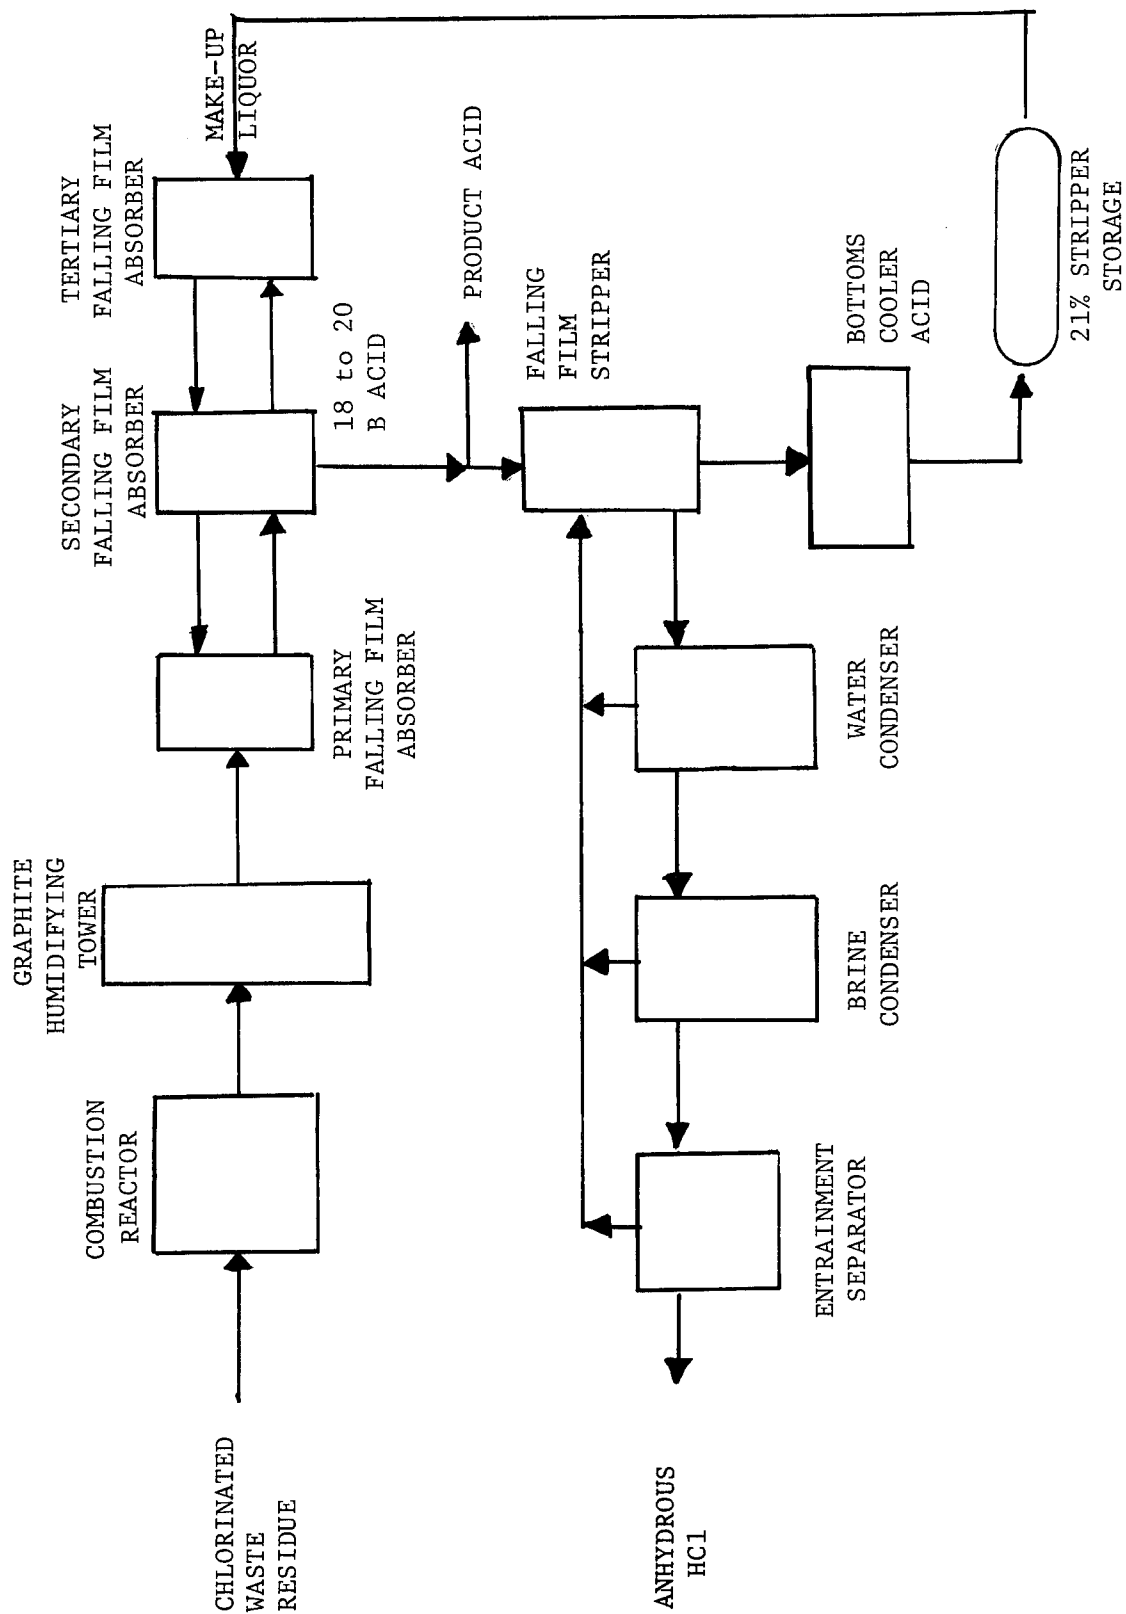 CHLORINATED
WASTE
RESIDUE
COMBUSTION
REACTOR
GRAPHITE
HUMIDIFYING
TOWER
PRIMARY
FALLING FILM
ABSORBER
SECONDARY
FALLING FILM
ABSORBER
TERTIARY
FALLING FILM
ABSORBER
MAKE-UP
LIQUOR
18 to 20
B ACID
PRODUCT ACID
FALLING
FILM
STRIPPER
BOTTOMS
COOLER
ACID
21% STRIPPER
STORAGE
WATER
CONDENSER
BRINE
CONDENSER
ENTRAINMENT
SEPARATOR
ANHYDROUS
HCl